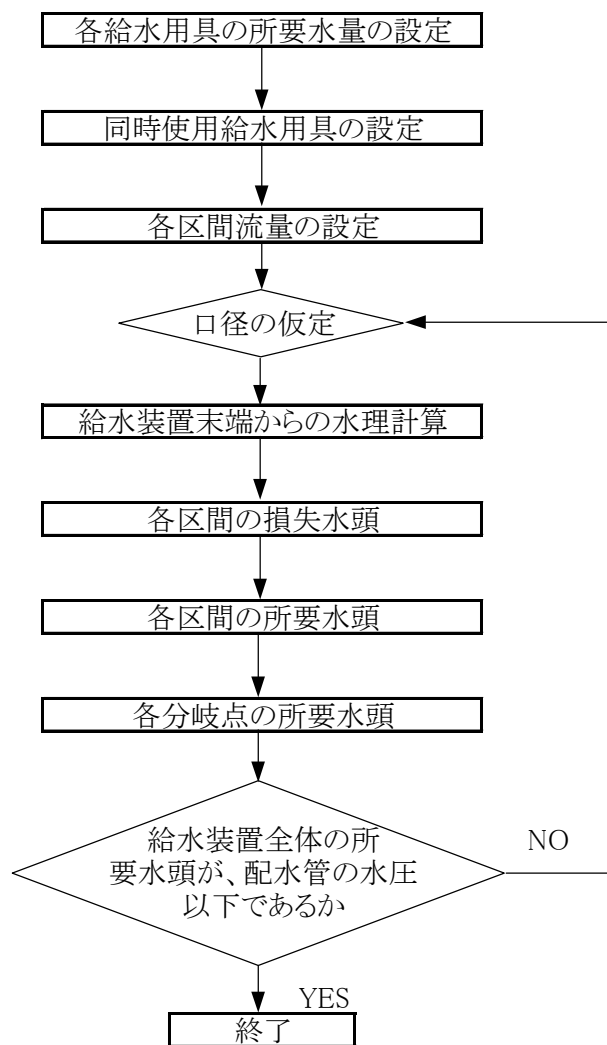 各給水用具の所要水量の設定
同時使用給水用具の設定
各区間流量の設定
口径の仮定
給水装置末端からの水理計算
各区間の損失水頭
各区間の所要水頭
各分岐点の所要水頭
給水装置全体の所
要水頭が、配水管の水圧
以下であるか
NO
YES
終了